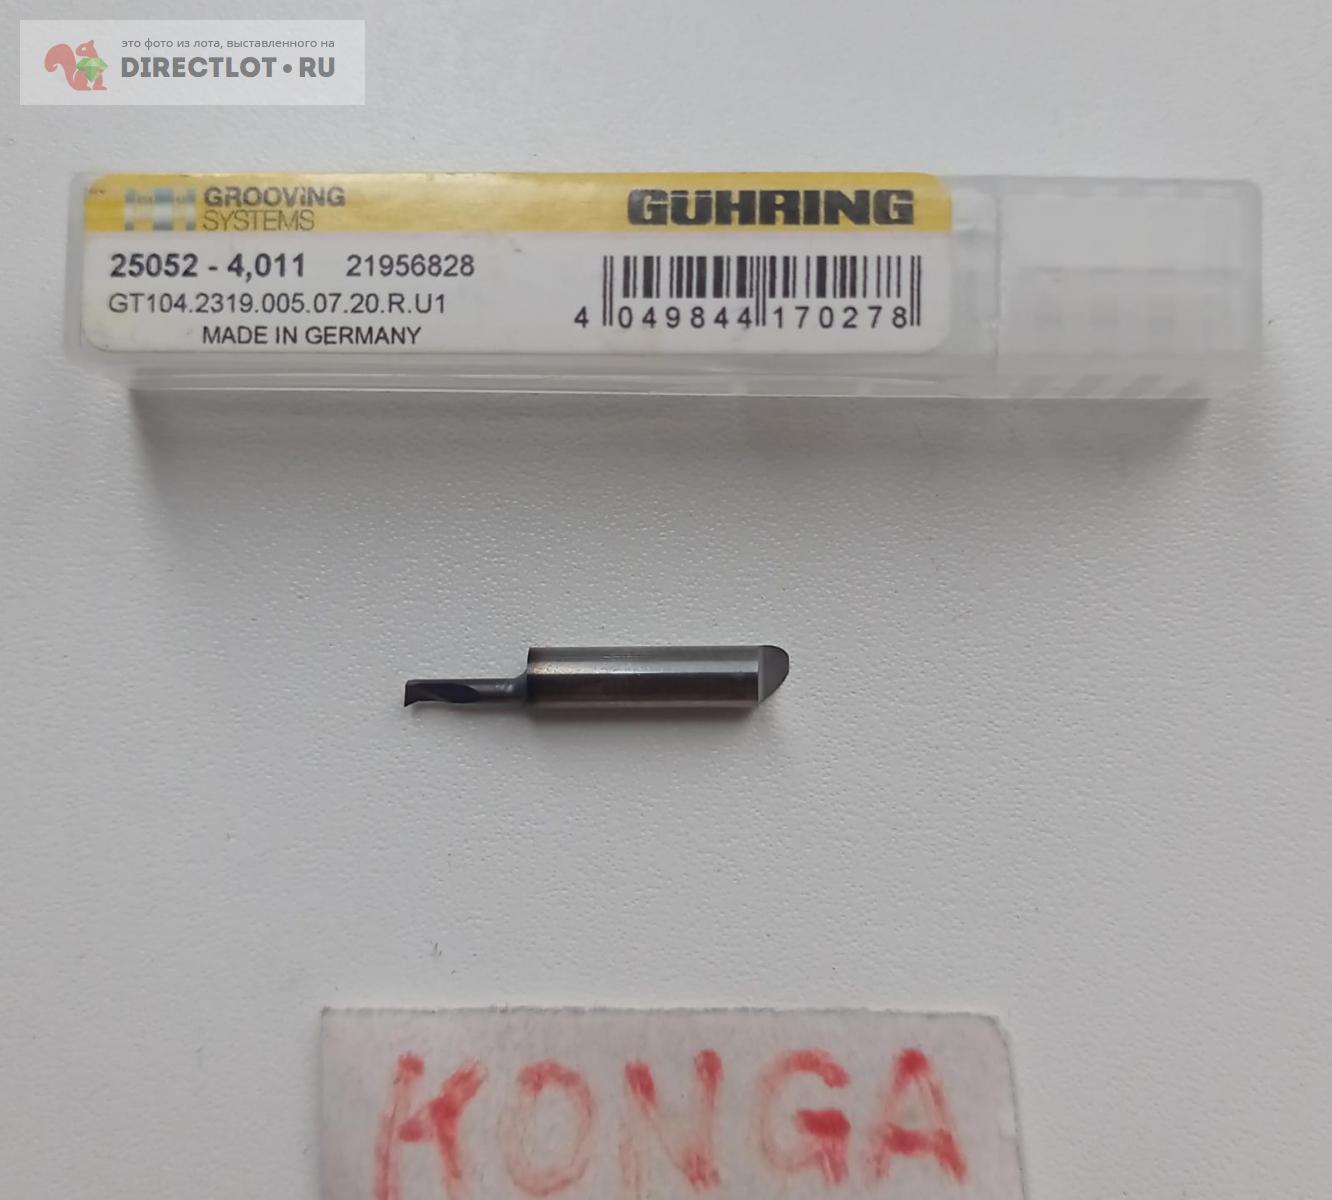 это фото из лота, выставленного на
DIRECTLOT•RU
GROOViNG
SYSTEMS
GÜHRING
25052 - 4,011 21956828
GT104.2319.005.07.20.R.U1
MADE IN GERMANY
4 049844 170278
KONGA